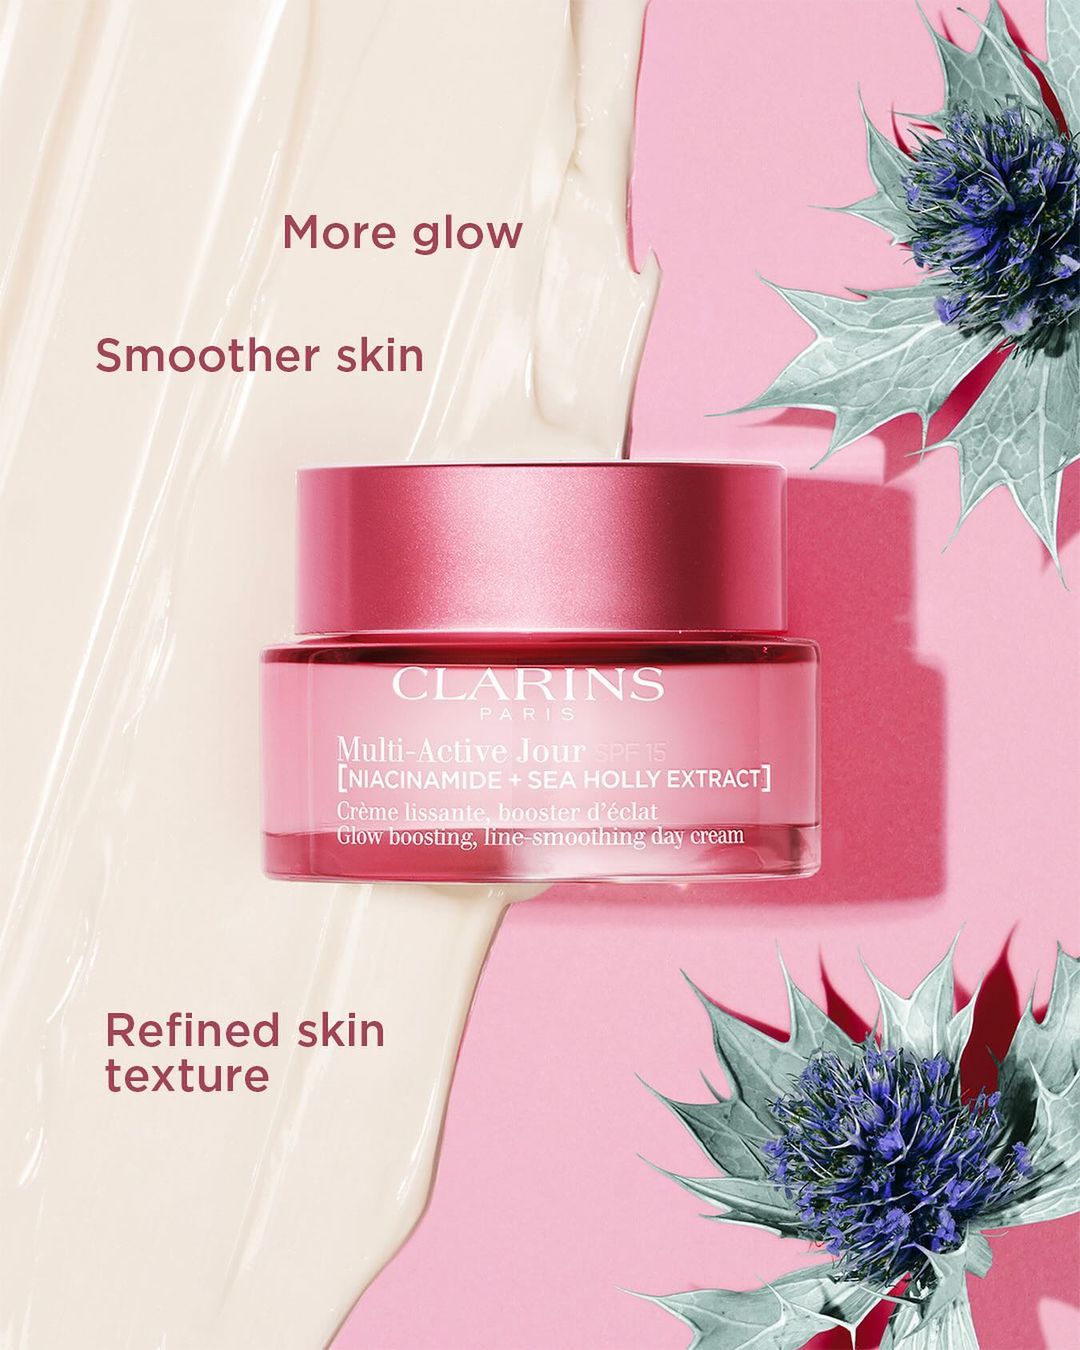 More glow
Smoother skin
CLARINS
PARIS
Multi-Active Jour SPF 15
[NIACINAMIDE + SEA HOLLY EXTRACT]
Crème lissante, booster d'éclat
Glow boosting, line-smoothing day cream
Refined skin
texture